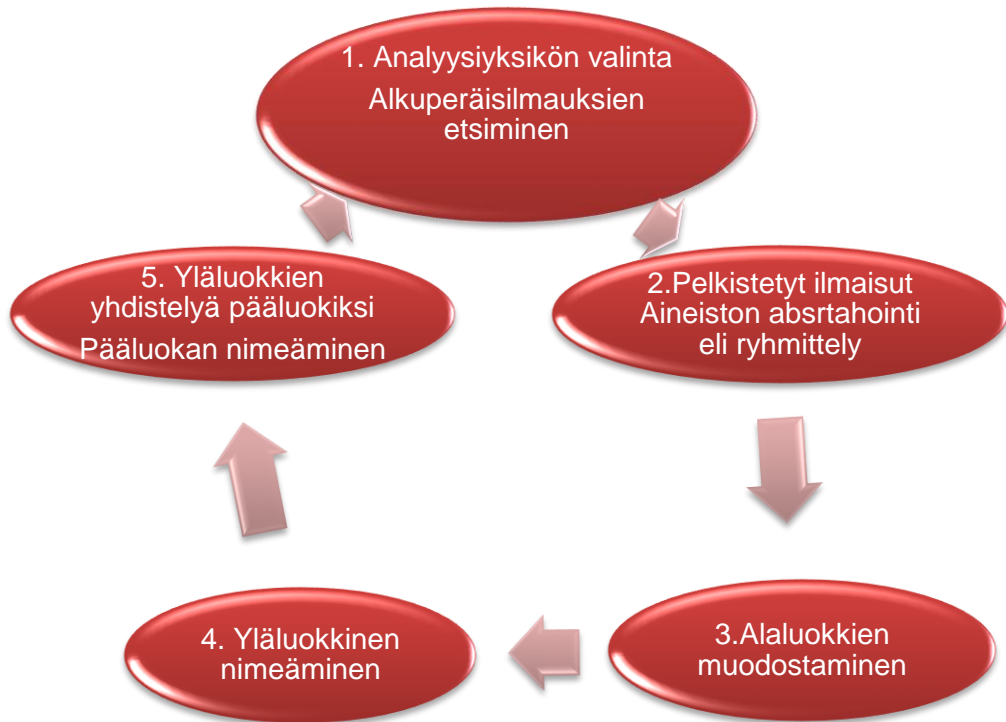 1. Analyysiyksikön valinta
Alkuperäisilmauksien
etsiminen
2.Pelkistetyt ilmaisut
Aineiston absrtahointi
eli ryhmittely
3.Alaluokkien
muodostaminen
4. Yläluokkinen
nimeäminen
5. Yläluokkien
yhdistelyä pääluokiksi
Pääluokan nimeäminen